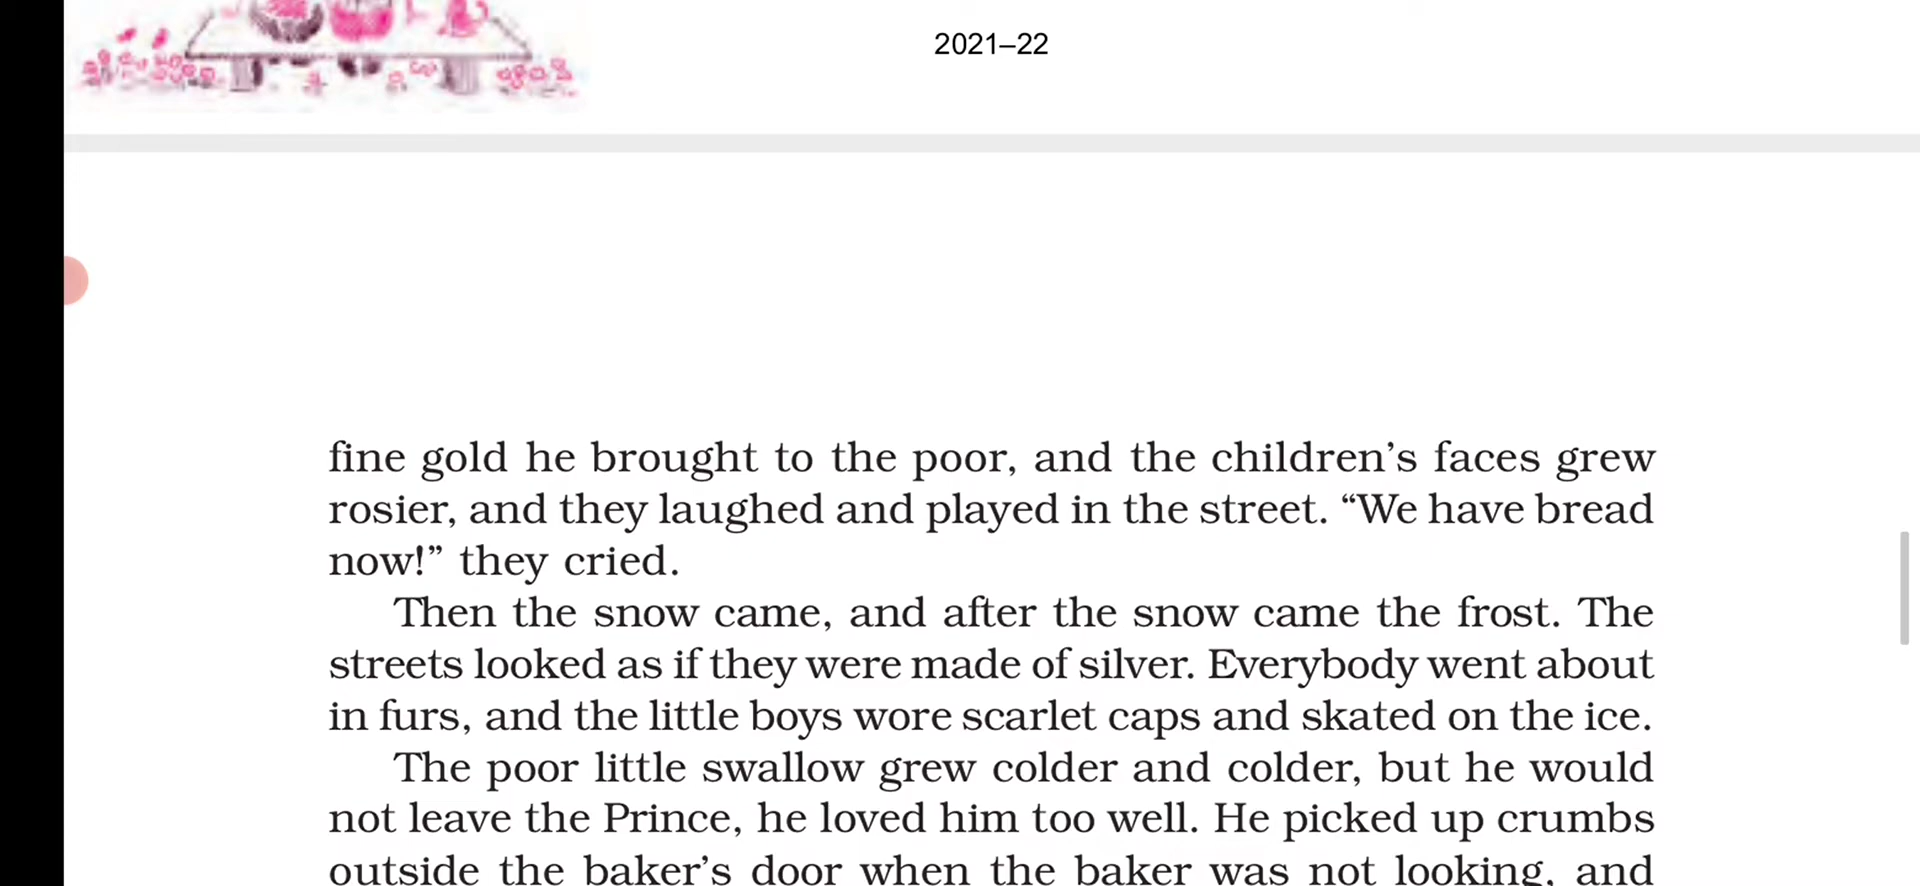 2021–22
fine gold he brought to the poor, and the children’s faces grew
rosier, and they laughed and played in the street. “We have bread
now!” they cried.
Then the snow came, and after the snow came the frost. The
streets looked as if they were made of silver. Everybody went about
in furs, and the little boys wore scarlet caps and skated on the ice.
The poor little swallow grew colder and colder, but he would
not leave the Prince, he loved him too well. He picked up crumbs
outside the baker’s door when the baker was not looking, and